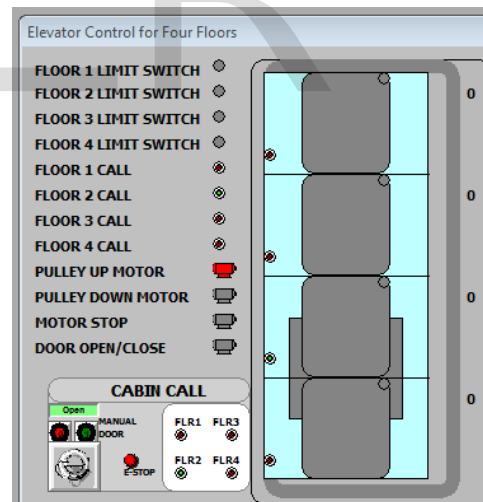 Elevator Control for Four Floors
FLOOR 1 LIMIT SWITCH
FLOOR 2 LIMIT SWITCH
FLOOR 3 LIMIT SWITCH
FLOOR 4 LIMIT SWITCH
FLOOR 1 CALL
FLOOR 2 CALL
FLOOR 3 CALL
FLOOR 4 CALL
PULLEY UP MOTOR
PULLEY DOWN MOTOR
MOTOR STOP
DOOR OPEN/CLOSE
0
0
0
0
CABIN CALL
Open
MANUAL
DOOR
E-STOP
FLR1 FLR3
FLR2 FLR4